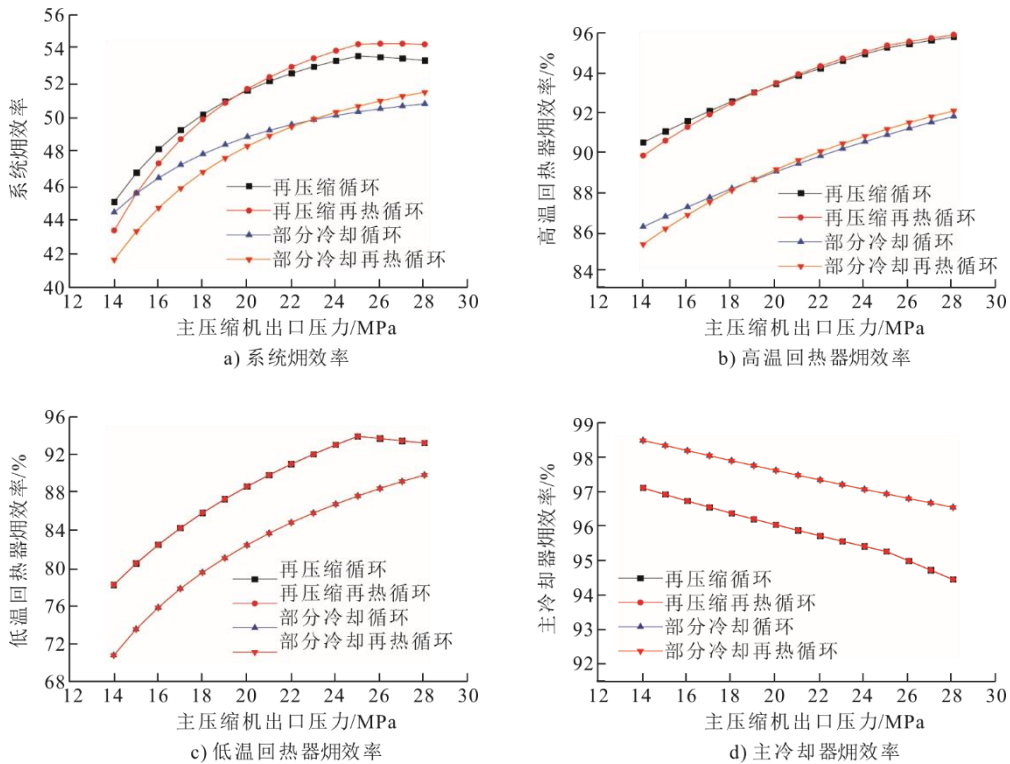 系统㶲效率
56
54
52
50
48
46
44
42
40
再压缩循环
再压缩再热循环
部分冷却循环
部分冷却再热循环
12 14 16 18 20 22 24 26 28 30
主压缩机出口压力/MPa
a) 系统㶲效率
高温回热器㶲效率/%
96
94
92
90
88
86
84
再压缩循环
再压缩再热循环
部分冷却循环
部分冷却再热循环
12 14 16 18 20 22 24 26 28 30
主压缩机出口压力/MPa
b) 高温回热器㶲效率
低温回热器㶲效率/%
96
92
88
84
80
76
72
68
再压缩循环
再压缩再热循环
部分冷却循环
部分冷却再热循环
12 14 16 18 20 22 24 26 28 30
主压缩机出口压力/MPa
c) 低温回热器㶲效率
主冷却器㶲效率/%
99
98
97
96
95
94
93
92
再压缩循环
再压缩再热循环
部分冷却循环
部分冷却再热循环
12 14 16 18 20 22 24 26 28 30
主压缩机出口压力/MPa
d) 主冷却器㶲效率